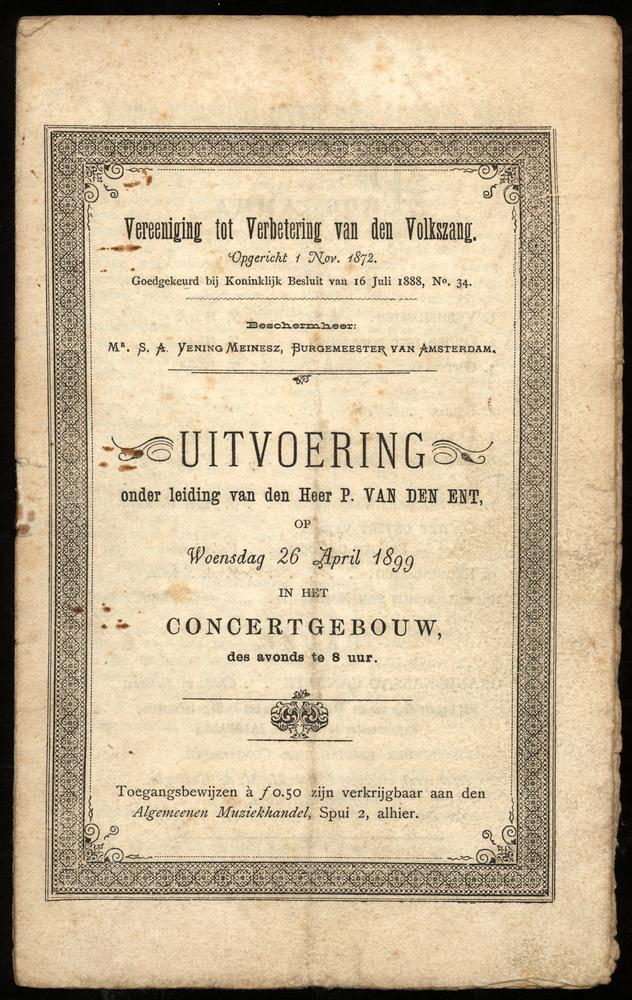 Vereeniging tot Verbetering van den Volkszang.
Opgericht 1 Nov. 1872.
Goedgekeurd bij Koninklijk Besluit van 16 Juli 1888, No. 34.
Beschermheer:
MR. S. A. VENING MEINESZ, BURGEMEESTER VAN AMSTERDAM.
UITVOERING
onder leiding van den Heer P. VAN DEN ENT,
OP
Woensdag 26 April 1899
IN HET
CONCERTGEBOUW,
des avonds te 8 uur.
Toegangsbewijzen à ƒ0.50 zijn verkrijgbaar aan den
Algemeenen Muziekhandel, Spui 2, alhier.